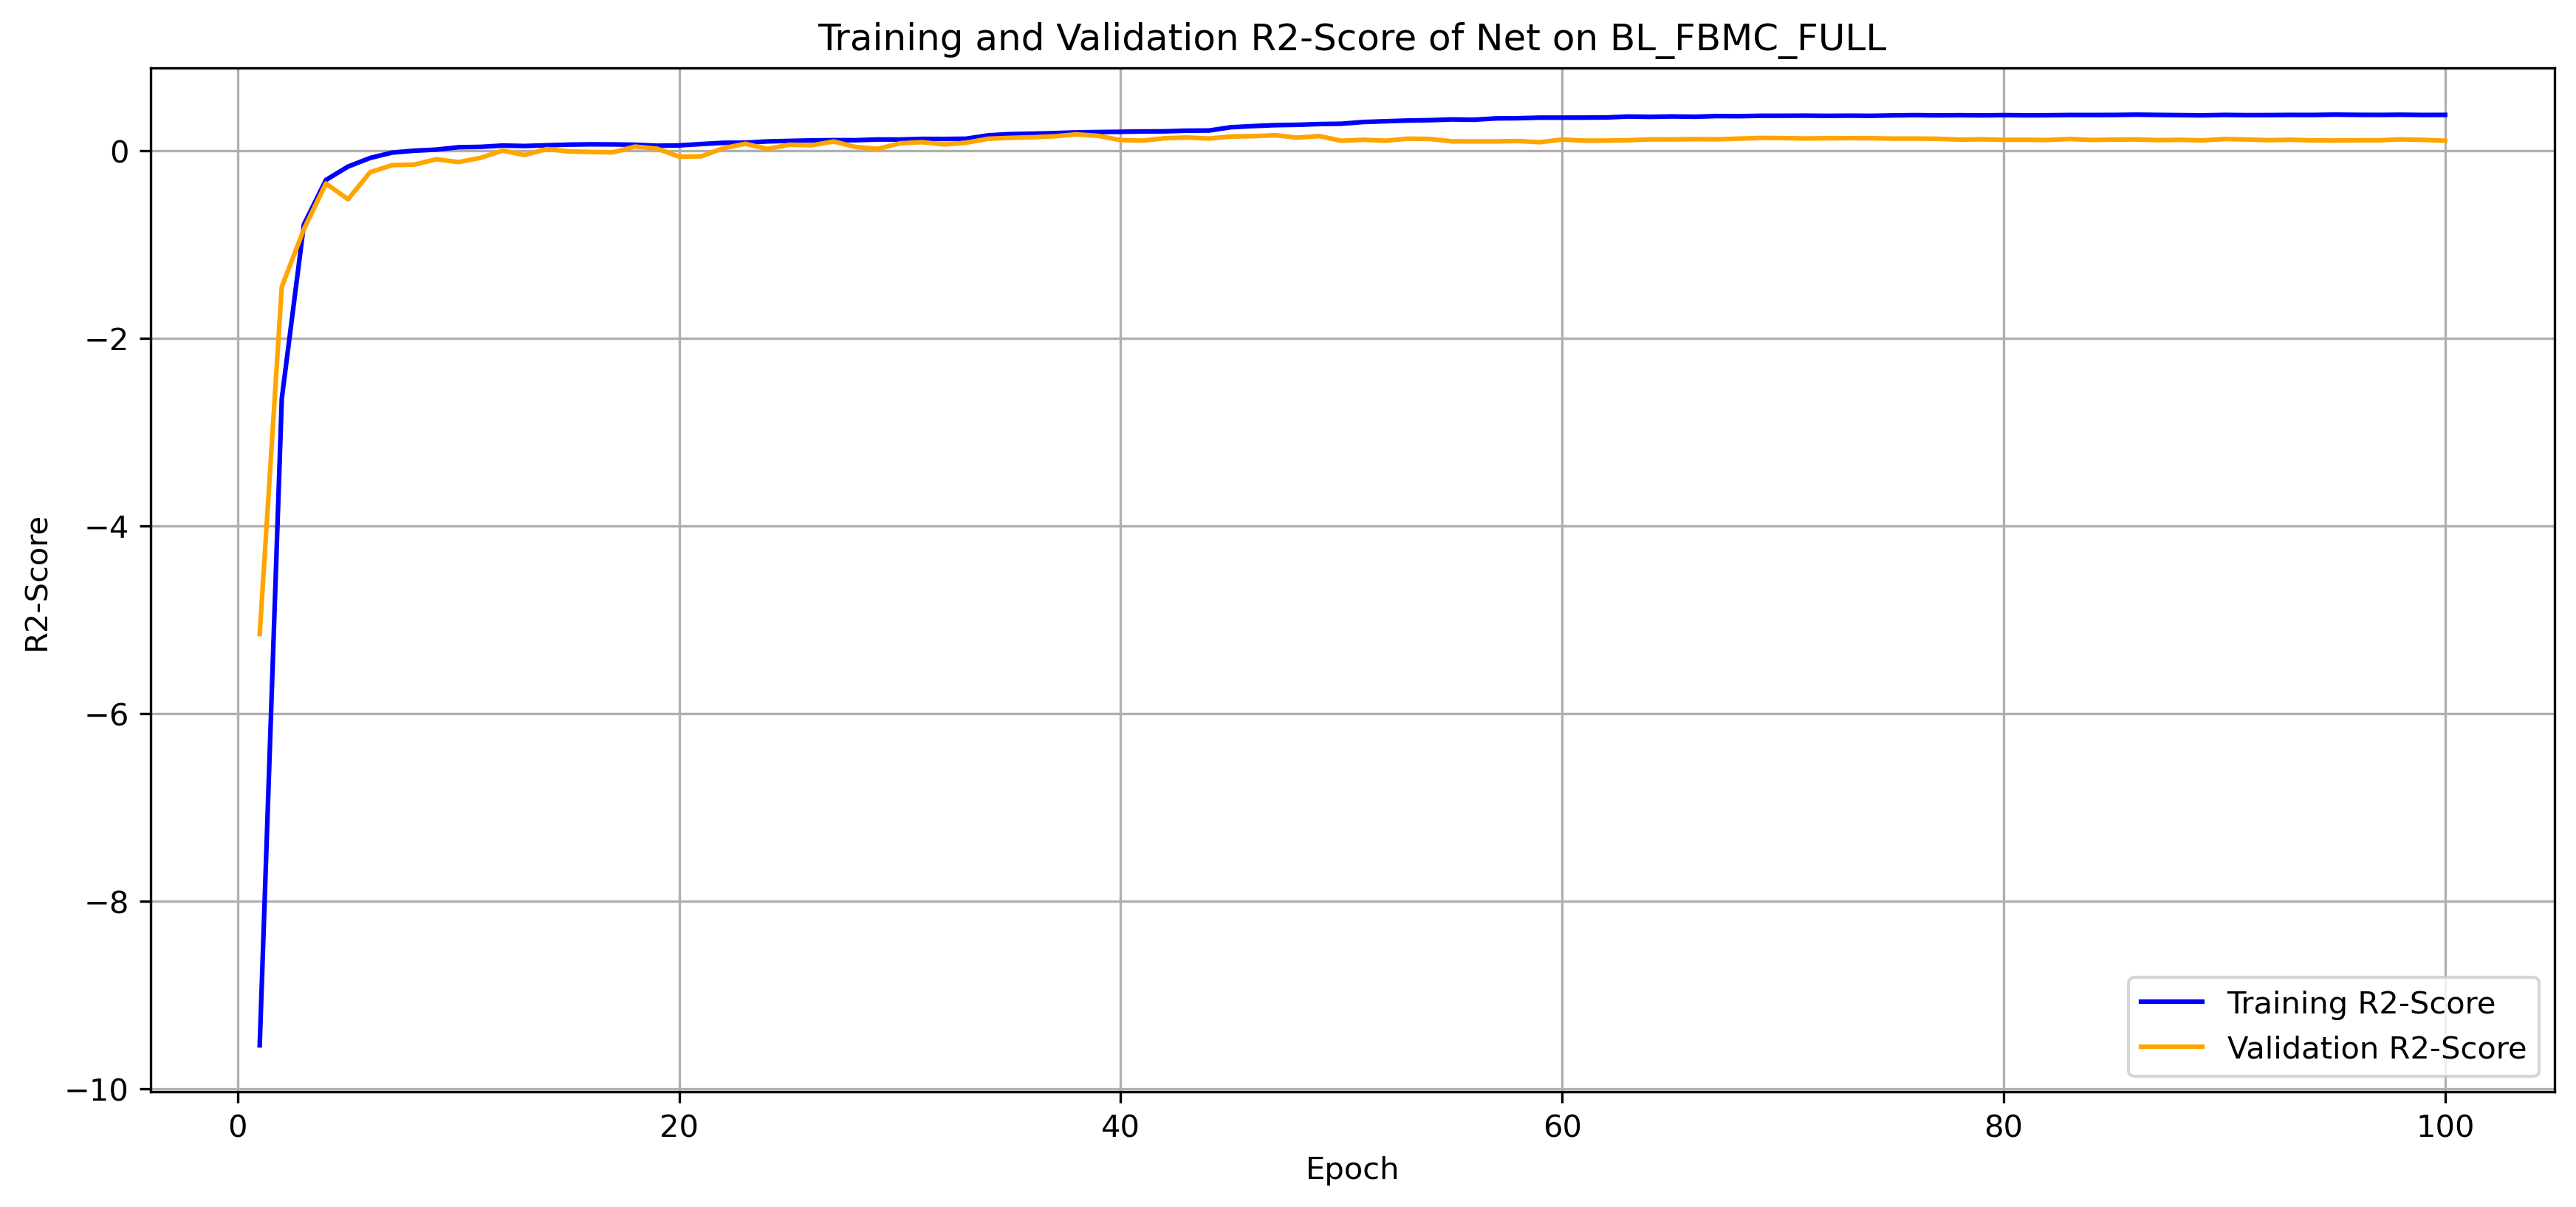 Training and Validation R2-Score of Net on BL_FBMC_FULL
R2-Score
0
−2
−4
−6
−8
−10
0
20
40
60
80
100
Epoch
Training R2-Score
Validation R2-Score